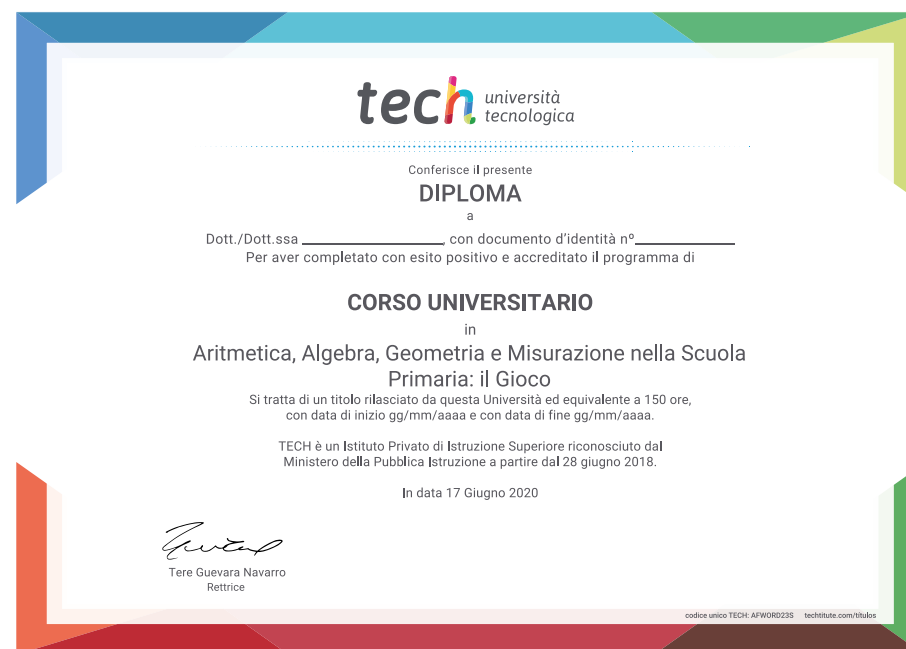 tech università
tecnologica
Conferisce il presente
DIPLOMA
a
Dott./Dott.ssa ____________________, con documento d'identità nº______________
Per aver completato con esito positivo e accreditato il programma di
CORSO UNIVERSITARIO
in
Aritmetica, Algebra, Geometria e Misurazione nella Scuola
Primaria: il Gioco
Si tratta di un titolo rilasciato da questa Università ed equivalente a 150 ore,
con data di inizio gg/mm/aaaa e con data di fine gg/mm/aaaa.
TECH è un Istituto Privato di Istruzione Superiore riconosciuto dal
Ministero della Pubblica Istruzione a partire dal 28 giugno 2018.
In data 17 Giugno 2020
Tere Guevara Navarro
Rettrice
codice unico TECH: AFWORD23S techtitute.com/títulos